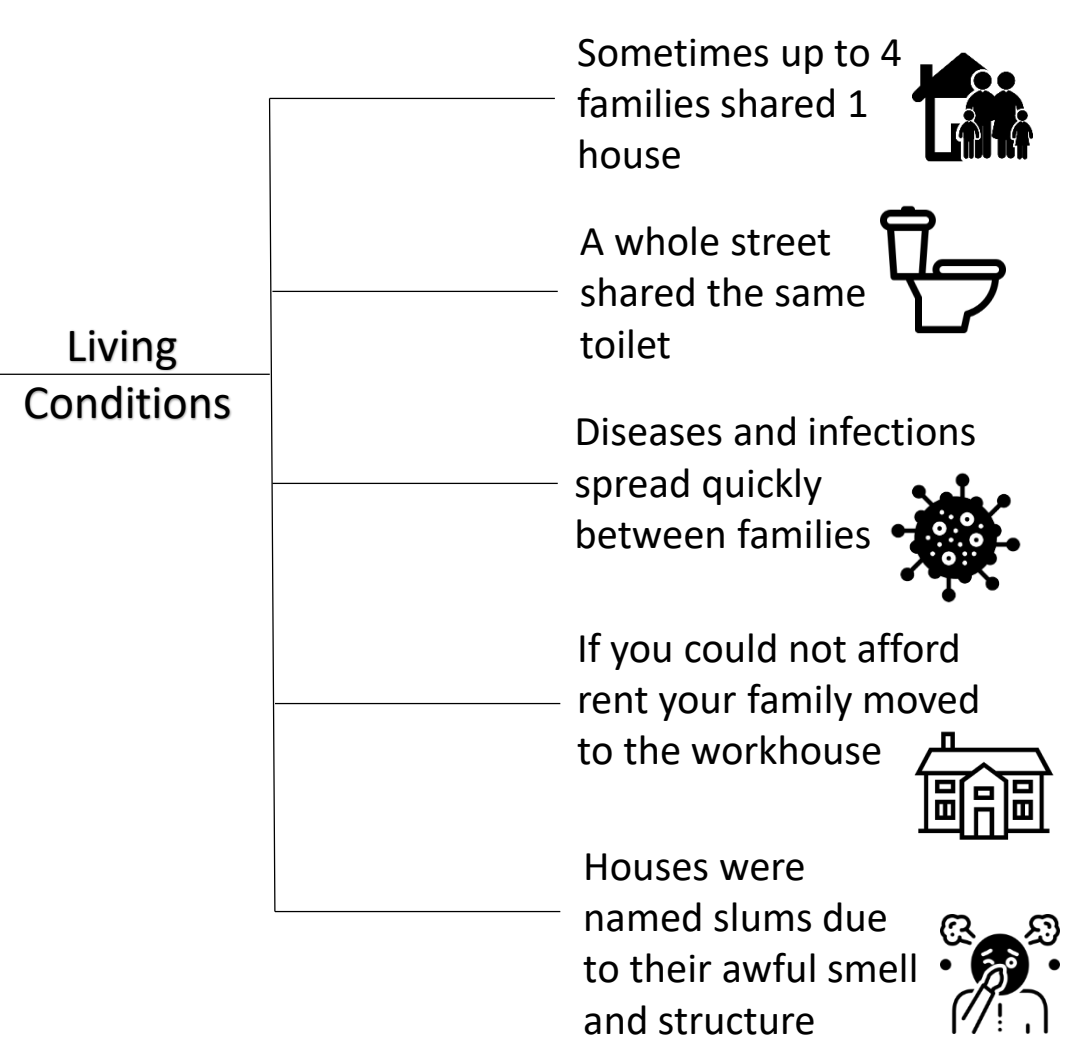 Living
Conditions
Sometimes up to 4
families shared 1
house
A whole street
shared the same
toilet
Diseases and infections
spread quickly
between families
If you could not afford
rent your family moved
to the workhouse
Houses were
named slums due
to their awful smell
and structure